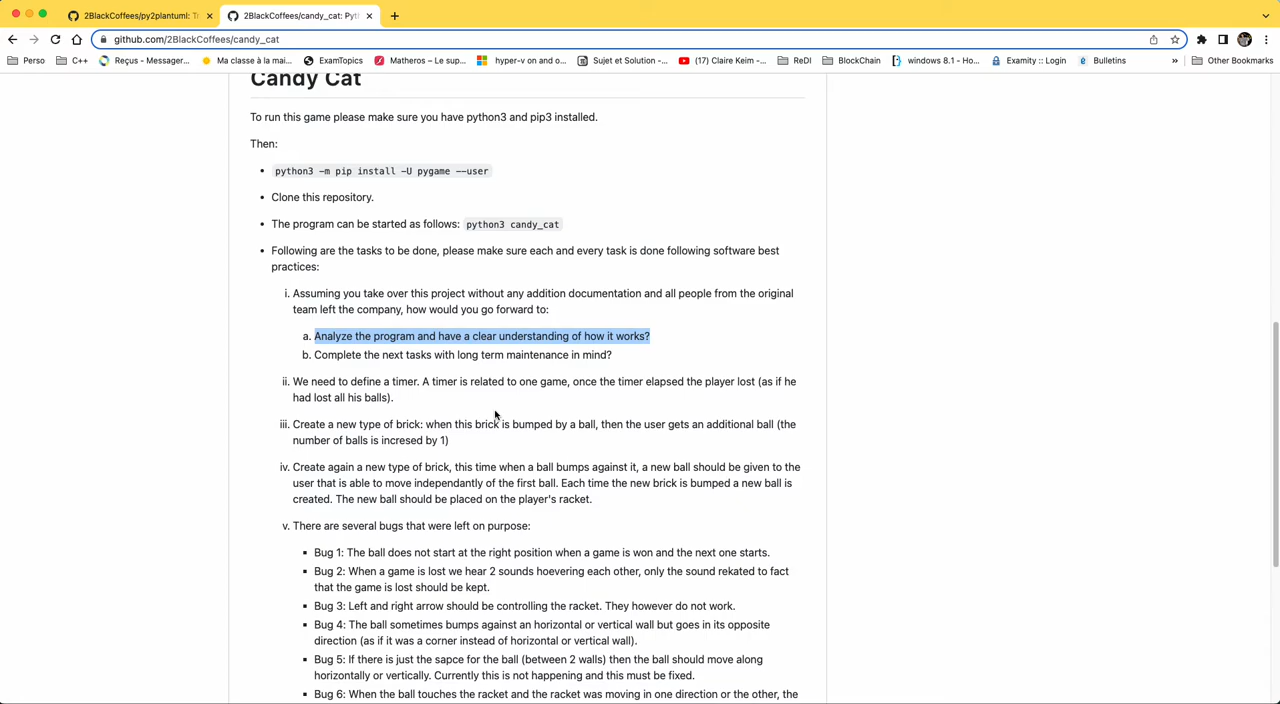 2BlackCoffees/py2plantuml: Tr
2BlackCoffees/candy_cat: Pyt
github.com/2BlackCoffees/candy_cat
Perso
C++
Reçus - Messager...
Ma classe à la mai...
ExamTopics
Matheros – Le sup...
hyper-v on and o...
Sujet et Solution -...
(17) Claire Keim -...
ReDI
BlockChain
windows 8.1 - Ho...
Examity :: Login
Bulletins
»
Other Bookmarks
Candy Cat
To run this game please make sure you have python3 and pip3 installed.
Then:
• python3 -m pip install -U pygame --user
• Clone this repository.
• The program can be started as follows: python3 candy_cat
• Following are the tasks to be done, please make sure each and every task is done following software best
practices:
i. Assuming you take over this project without any addition documentation and all people from the original
team left the company, how would you go forward to:
a. Analyze the program and have a clear understanding of how it works?
b. Complete the next tasks with long term maintenance in mind?
ii. We need to define a timer. A timer is related to one game, once the timer elapsed the player lost (as if he
had lost all his balls).
iii. Create a new type of brick: when this brick is bumped by a ball, then the user gets an additional ball (the
number of balls is incresed by 1)
iv. Create again a new type of brick, this time when a ball bumps against it, a new ball should be given to the
user that is able to move independantly of the first ball. Each time the new brick is bumped a new ball is
created. The new ball should be placed on the player's racket.
v. There are several bugs that were left on purpose:
▪ Bug 1: The ball does not start at the right position when a game is won and the next one starts.
▪ Bug 2: When a game is lost we hear 2 sounds hoevering each other, only the sound rekated to fact
that the game is lost should be kept.
▪ Bug 3: Left and right arrow should be controlling the racket. They however do not work.
▪ Bug 4: The ball sometimes bumps against an horizontal or vertical wall but goes in its opposite
direction (as if it was a corner instead of horizontal or vertical wall).
▪ Bug 5: If there is just the sapce for the ball (between 2 walls) then the ball should move along
horizontally or vertically. Currently this is not happening and this must be fixed.
▪ Bug 6: When the ball touches the racket and the racket was moving in one direction or the other, the